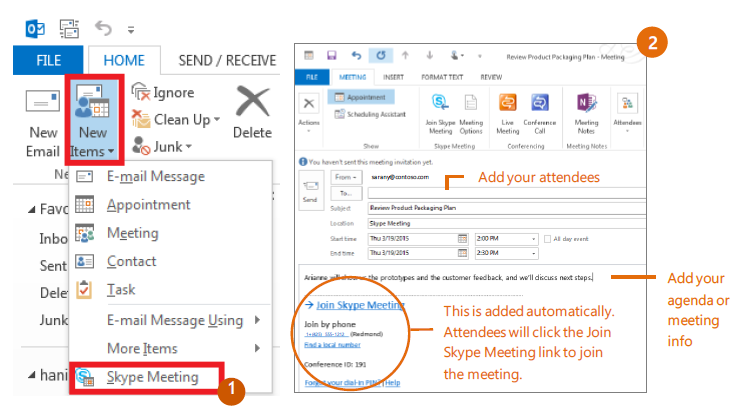 FILE
HOME
SEND / RECEIVE
New
Email
New
Items
Ignore
Clean Up
Junk
Delete
Ne
E-mail Message
Appointment
Meeting
Contact
Task
E-mail Message Using
More Items
Skype Meeting
1
Favo
Inbo
Sent
Dele
Junk
hani
2
Review Product Packaging Plan - Meeting
FILE
MEETING
INSERT
FORMAT TEXT
REVIEW
Actions
Appointment
Scheduling Assistant
Show
Join Skype
Meeting
Meeting
Options
Skype Meeting
Live
Meeting
Conference
Call
Conferencing
Meeting
Notes
Meeting Notes
Attendees
You haven't sent this meeting invitation yet.
Send
From
sarany@contoso.com
To...
Add your attendees
Subject
Review Product Packaging Plan
Location
Skype Meeting
Start time
Thu 3/19/2015
2:00 PM
All day event
End time
Thu 3/19/2015
2:30 PM
Arianne will show us the prototypes and the customer feedback, and we'll discuss next steps.
Add your
agenda or
meeting
info
→ Join Skype Meeting
Join by phone
(Redmond)
Find a local number
Conference ID: 191
Forgot your dial-in PIN? | Help
This is added automatically.
Attendees will click the Join
Skype Meeting link to join
the meeting.